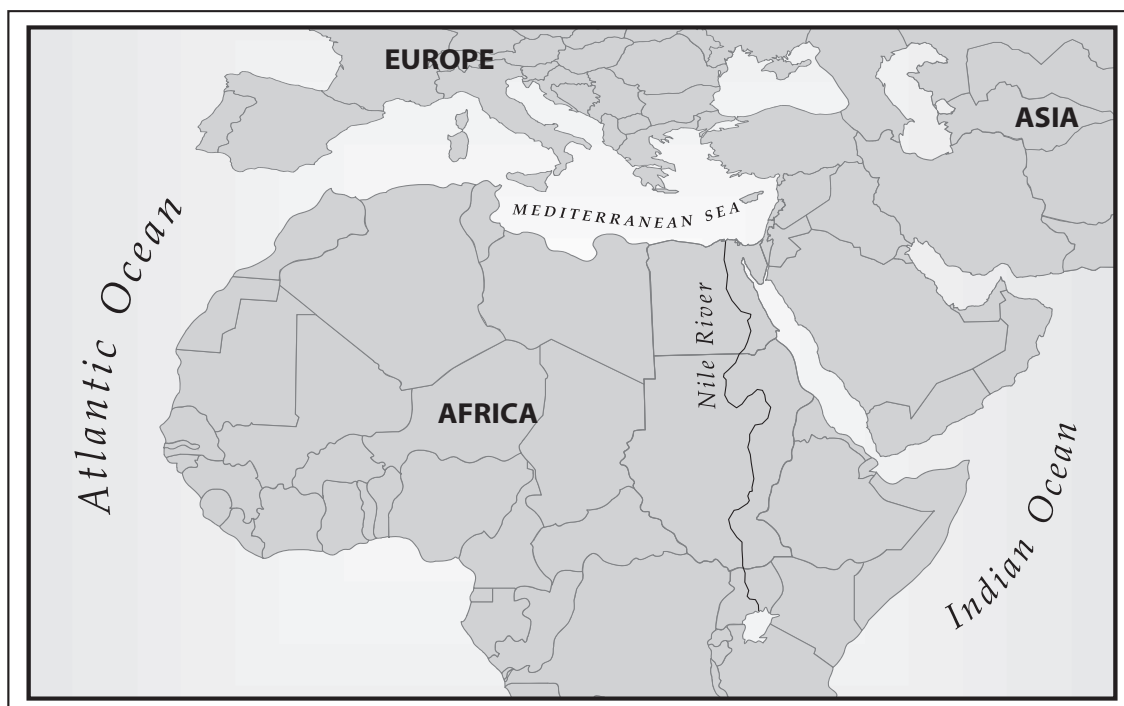 EUROPE
ASIA
MEDITERRANEAN SEA
Atlantic Ocean
Nile River
AFRICA
Indian Ocean